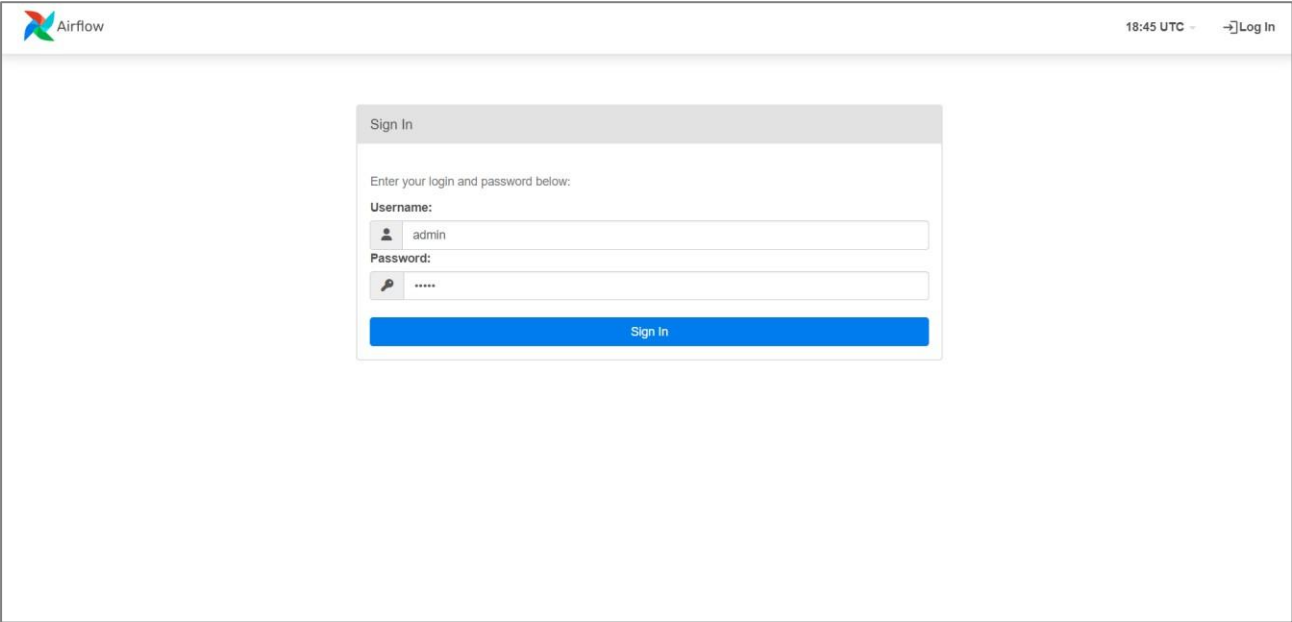 Airflow
18:45 UTC
Log In
Sign In
Enter your login and password below:
Username:
admin
Password:
•••••
Sign In